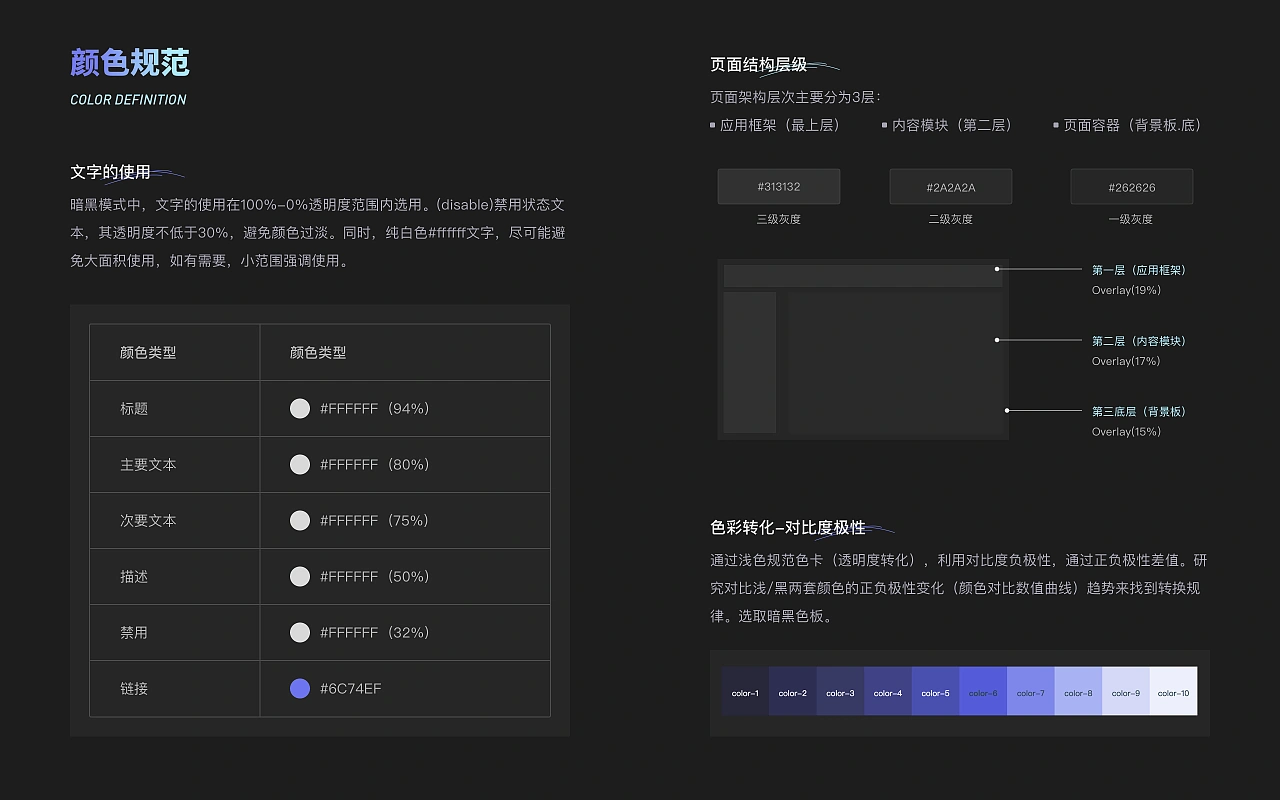 颜色规范
COLOR DEFINITION
文字的使用
暗黑模式中，文字的使用在100%-0%透明度范围内选用。(disable)禁用状态文
本，其透明度不低于30%，避免颜色过淡。同时，纯白色#ffffff文字，尽可能避
免大面积使用，如有需要，小范围强调使用。
颜色类型 颜色类型
标题 #FFFFFF（94%）
主要文本 #FFFFFF（80%）
次要文本 #FFFFFF（75%）
描述 #FFFFFF（50%）
禁用 #FFFFFF（32%）
链接 #6C74EF
页面结构层级
页面架构层次主要分为3层：
应用框架（最上层） 内容模块（第二层） 页面容器（背景板.底）
#313132 #2A2A2A #262626
三级灰度 二级灰度 一级灰度
第一层（应用框架）
Overlay(19%)
第二层（内容模块）
Overlay(17%)
第三底层（背景板）
Overlay(15%)
色彩转化-对比度极性
通过浅色规范色卡（透明度转化），利用对比度负极性，通过正负极性差值。研
究对比浅/黑两套颜色的正负极性变化（颜色对比数值曲线）趋势来找到转换规
律。选取暗黑色板。
color-1 color-2 color-3 color-4 color-5 color-6 color-7 color-8 color-9 color-10